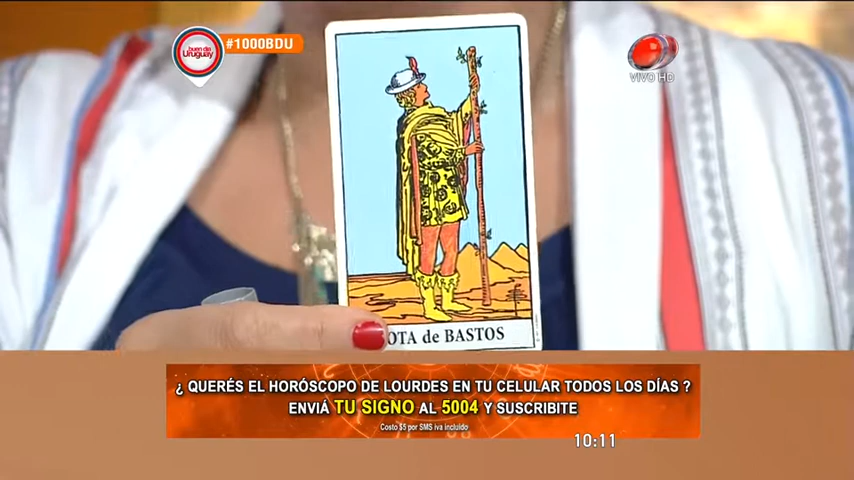 buen día
Uruguay
#1000BDU
VIVO HD
OTA de BASTOS
¿ QUERÉS EL HORÓSCOPO DE LOURDES EN TU CELULAR TODOS LOS DÍAS ?
ENVIÁ TU SIGNO AL 5004 Y SUSCRIBITE
Costo $5 por SMS iva incluido
10:11